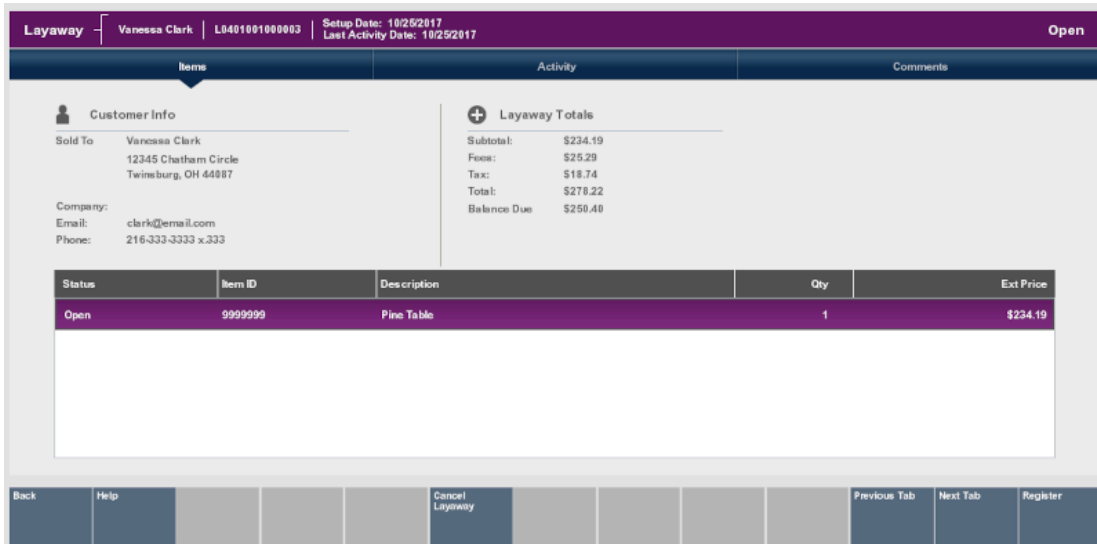 Layaway
Vanessa Clark
L0401001000003
Setup Date: 10/25/2017
Last Activity Date: 10/25/2017
Open
Items
Activity
Comments
Customer Info
Sold To
Vanessa Clark
12345 Chatham Circle
Twinsburg, OH 44087
Company:
Email: clark@email.com
Phone: 216-333-3333 x.333
Layaway Totals
Subtotal: $234.19
Fees: $25.29
Tax: $18.74
Total: $278.22
Balance Due $250.40
Status Item ID Description Qty Ext Price
Open 9999999 Pine Table 1 $234.19
Back
Help
Cancel
Layaway
Previous Tab
Next Tab
Register